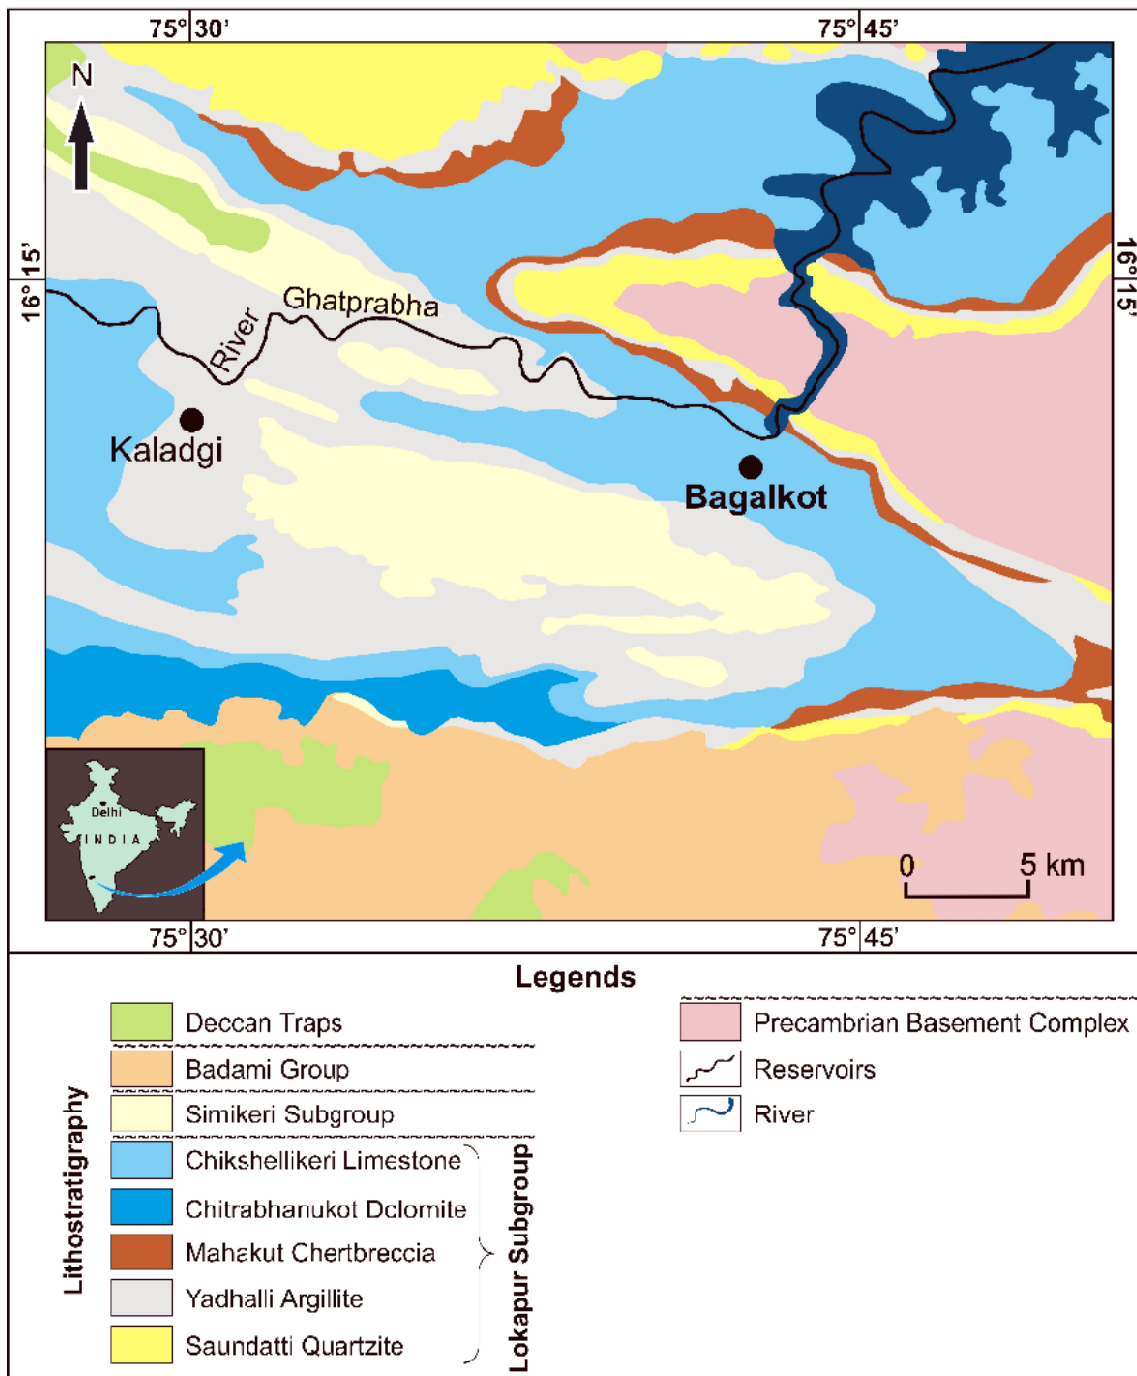 75° 30’ 75° 45’
N
16° 15’
16° 15’
Ghatprabha
River
Kaladgi
Bagalkot
Delhi
INDIA
0 5 km
75° 30’ 75° 45’
Legends
Lithostratigraphy
Deccan Traps
Badami Group
Simikeri Subgroup
Chikshellikeri Limestone
Chitrabhanukot Dolomite
Mahakut Chertbreccia
Yadhalli Argillite
Saundatti Quartzite
Lokapur Subgroup
Precambrian Basement Complex
Reservoirs
River